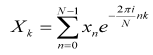 $X_k = \sum_{n=0}^{N-1} x_n e^{-\frac{2\pi i}{N} nk}$